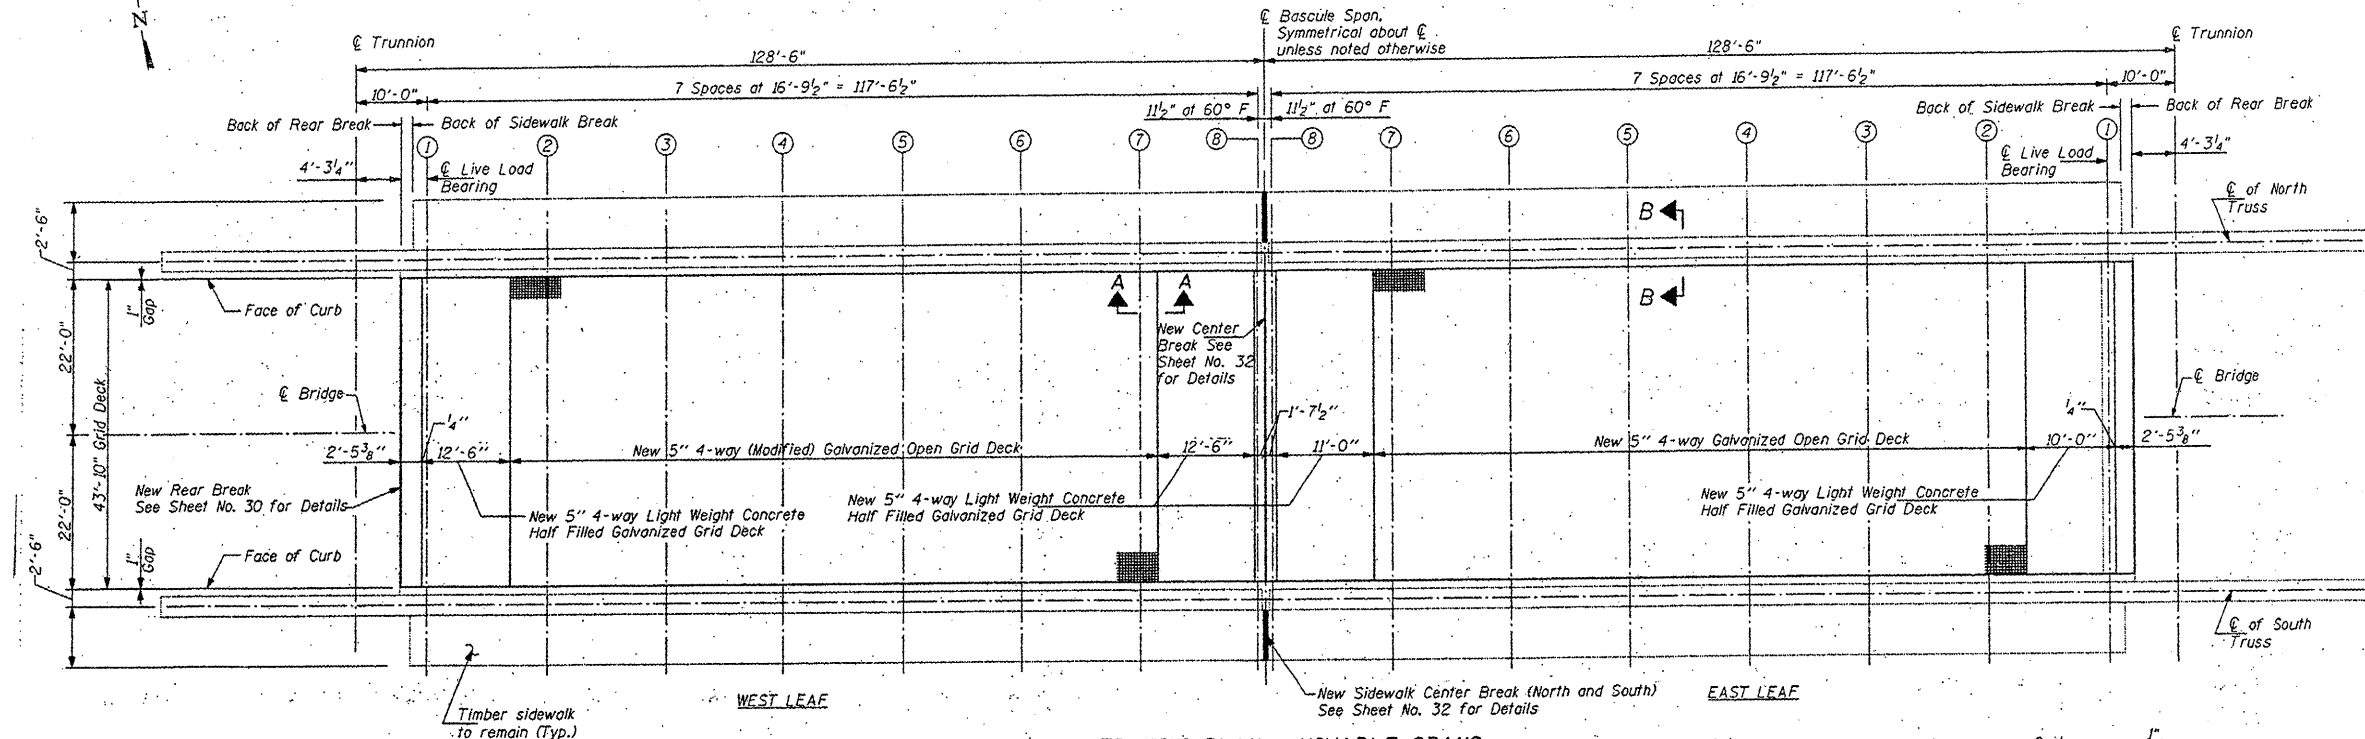 N
℄ Trunnion
128'-6"
℄ Bascule Span.
Symmetrical about ℄
unless noted otherwise
128'-6"
℄ Trunnion
10'-0"
7 Spaces at 16'-9½" = 117'-6½"
7 Spaces at 16'-9½" = 117'-6½"
10'-0"
11½" at 60° F
11½" at 60° F
Back of Rear Break
Back of Sidewalk Break
Back of Sidewalk Break
Back of Rear Break
1 2 3 4 5 6 7 8 8 7 6 5 4 3 2 1
4'-3¼"
℄ Live Load
Bearing
℄ Live Load
Bearing
4'-3¼"
℄ of North
Truss
2'-6"
B
B
A A
Face of Curb
1"
Gap
22'-0"
43'-10" Grid Deck
22'-0"
New Center
Break See
Sheet No. 32
for Details
℄ Bridge
℄ Bridge
2'-5⅜"
¼"
12'-6"
New 5" 4-way (Modified) Galvanized Open Grid Deck
12'-6"
1'-7½"
11'-0"
New 5" 4-way Galvanized Open Grid Deck
10'-0"
¼"
2'-5⅜"
New Rear Break
See Sheet No. 30 for Details
New 5" 4-way Light Weight Concrete
Half Filled Galvanized Grid Deck
New 5" 4-way Light Weight Concrete
Half Filled Galvanized Grid Deck
New 5" 4-way Light Weight Concrete
Half Filled Galvanized Grid Deck
Face of Curb
1"
Gap
2'-6"
℄ of South
Truss
WEST LEAF
New Sidewalk Center Break (North and South)
See Sheet No. 32 for Details
EAST LEAF
Timber sidewalk
to remain (Typ.)
1"